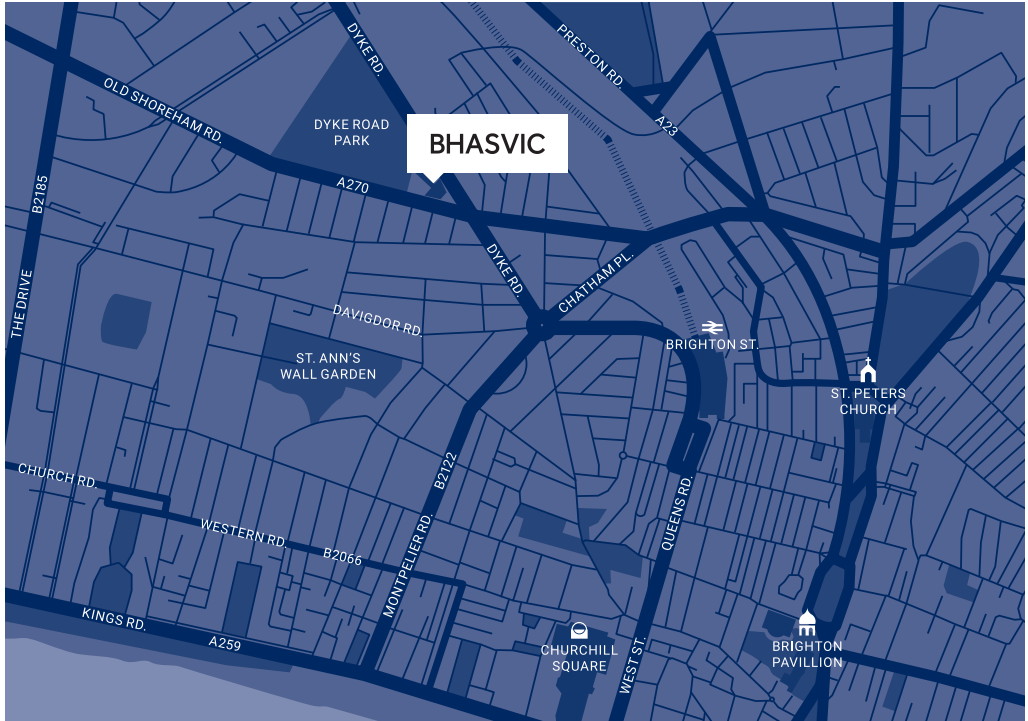 DYKE RD.
PRESTON RD.
A23
OLD SHOREHAM RD.
DYKE ROAD
PARK
BHASVIC
A270
B2185
THE DRIVE
DYKE RD.
CHATHAM PL.
DAVIGDOR RD.
ST. ANN'S
WALL GARDEN
BRIGHTON ST.
ST. PETERS
CHURCH
CHURCH RD.
WESTERN RD.
B2066
B2122
MONTPELIER RD.
QUEENS RD.
KINGS RD.
A259
CHURCHILL
SQUARE
WEST ST.
BRIGHTON
PAVILLION